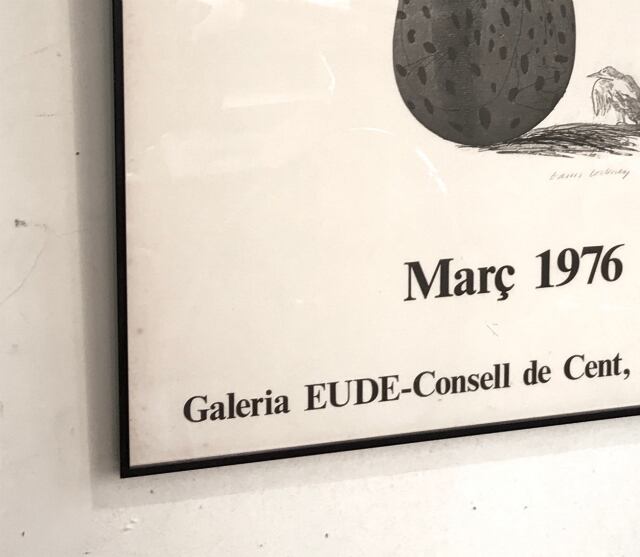 Març 1976
Galeria EUDE-Consell de Cent,